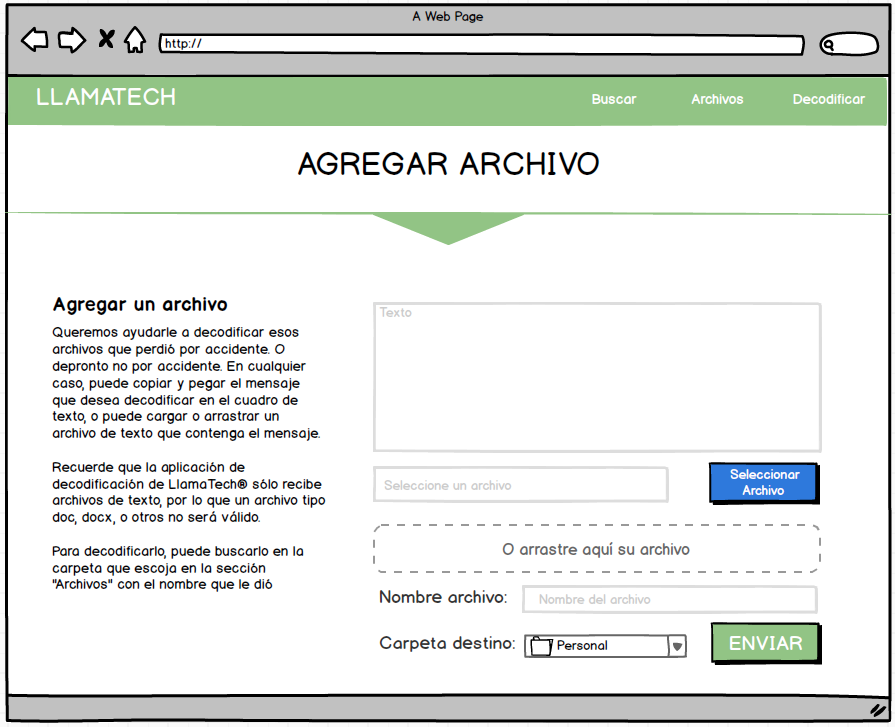 A Web Page
http://
LLAMATECH
Buscar
Archivos
Decodificar
AGREGAR ARCHIVO
Agregar un archivo
Queremos ayudarle a decodificar esos
archivos que perdió por accidente. O
depronto no por accidente. En cualquier
caso, puede copiar y pegar el mensaje
que desea decodificar en el cuadro de
texto, o puede cargar o arrastrar un
archivo de texto que contenga el mensaje.
Recuerde que la aplicación de
decodificación de LlamaTech® sólo recibe
archivos de texto, por lo que un archivo tipo
doc, docx, o otros no será válido.
Para decodificarlo, puede buscarlo en la
carpeta que escoja en la sección
"Archivos" con el nombre que le dió
Texto
Seleccione un archivo
Seleccionar
Archivo
O arrastre aquí su archivo
Nombre archivo:
Nombre del archivo
Carpeta destino:
Personal
ENVIAR